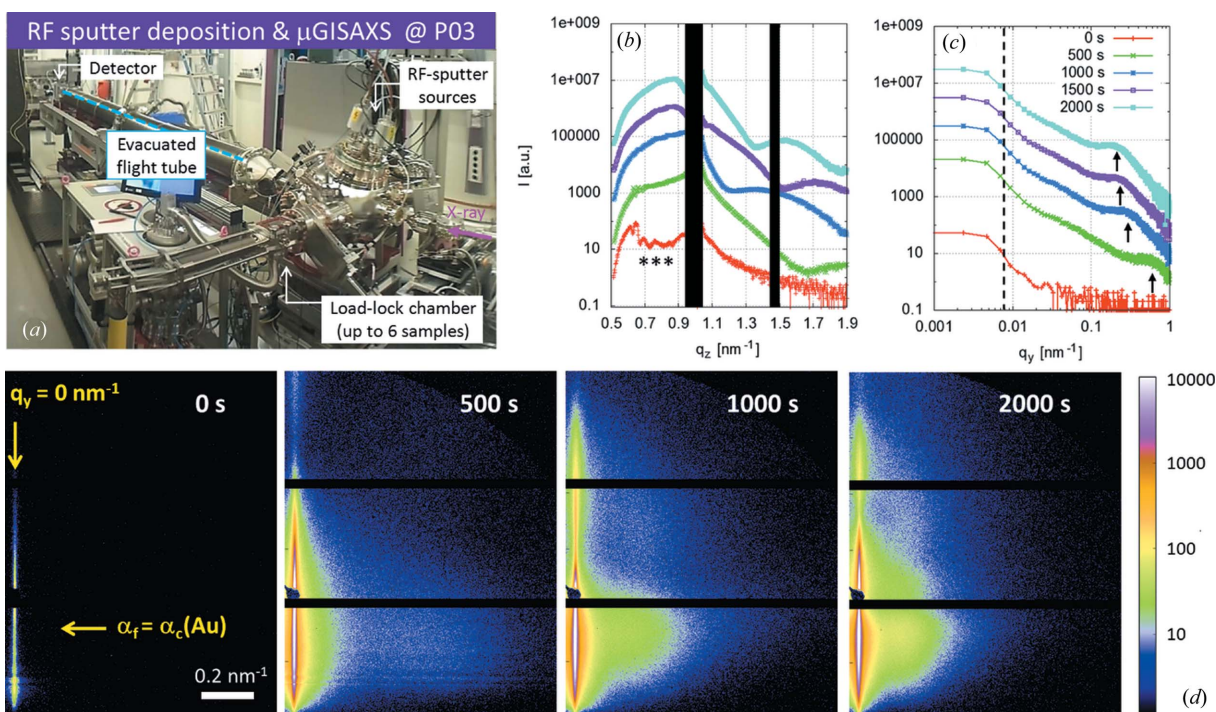 RF sputter deposition & μGISAXS @ P03
Detector
RF-sputter
sources
Evacuated
flight tube
X-ray
Load-lock chamber
(up to 6 samples)
(a)
(b)
1e+009
1e+007
100000
1000
10
0.1
I [a.u.]
***
0.5 0.7 0.9 1.1 1.3 1.5 1.7 1.9
q_z [nm⁻¹]
(c)
1e+009
1e+007
100000
1000
10
0.1
0 s
500 s
1000 s
1500 s
2000 s
0.001 0.01 0.1 1
q_y [nm⁻¹]
q_y = 0 nm⁻¹
0 s
α_f = α_c(Au)
0.2 nm⁻¹
500 s
1000 s
2000 s
10000
1000
100
10
(d)